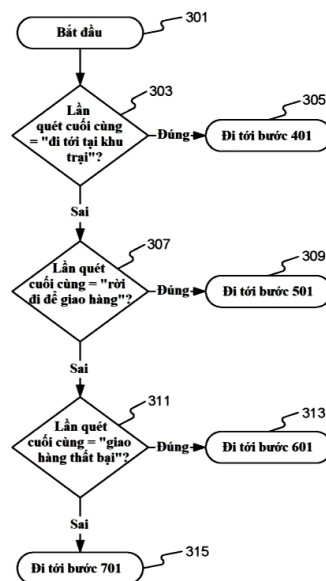 Bắt đầu
301
Lần
quét cuối cùng
= "đi tới tại khu
trại"?
303
Đúng
305
Đi tới bước 401
Sai
307
Lần quét
cuối cùng = "rời
đi để giao hàng"?
Đúng
309
Đi tới bước 501
Sai
311
Lần quét
cuối cùng = "giao
hàng thất bại"?
Đúng
313
Đi tới bước 601
Sai
Đi tới bước 701
315